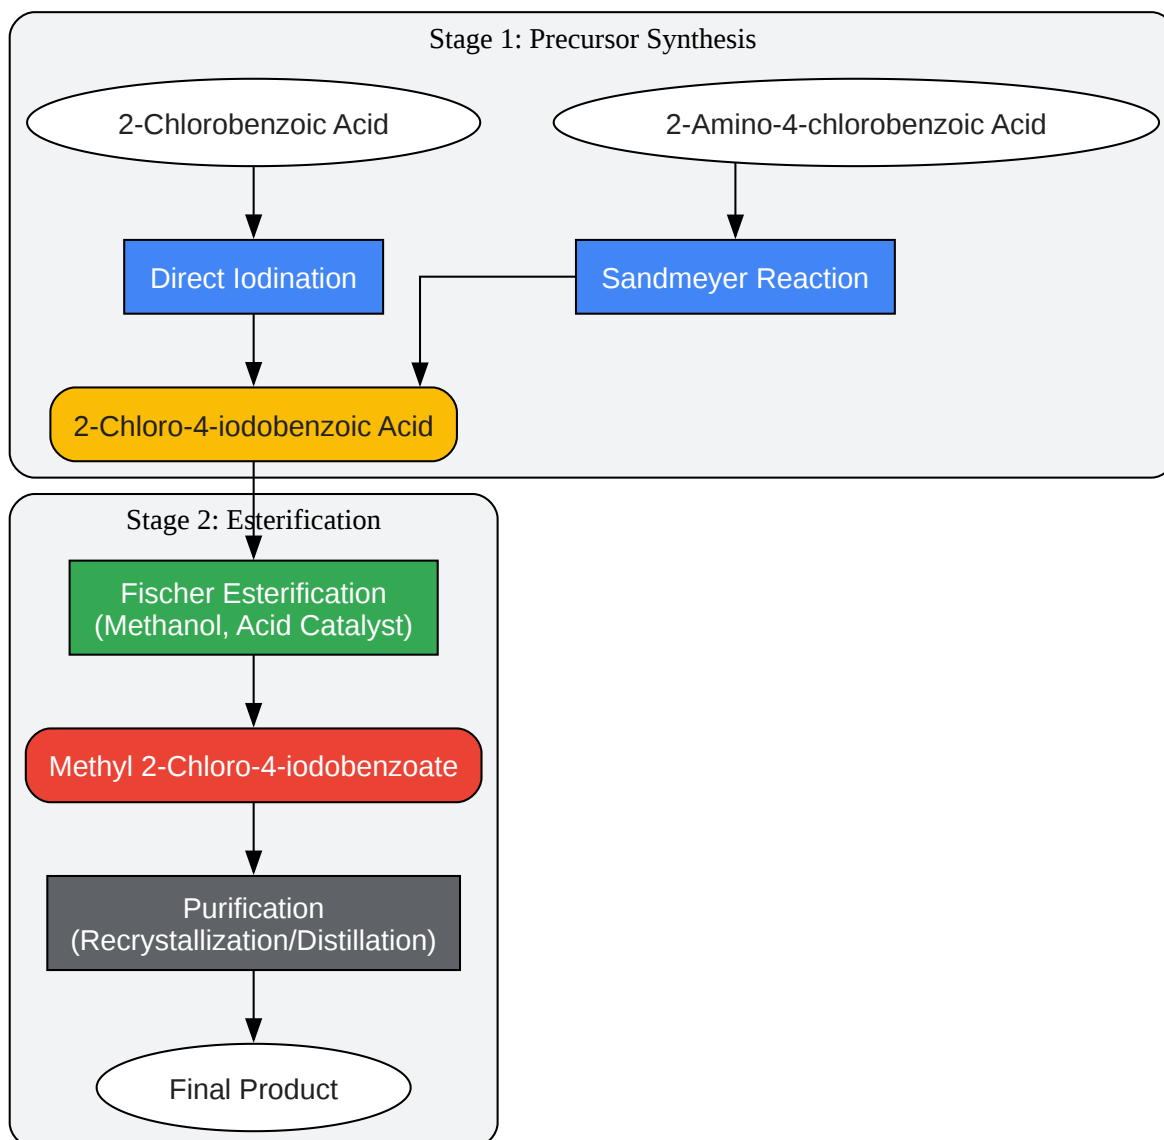 Stage 1: Precursor Synthesis
2-Chlorobenzoic Acid
2-Amino-4-chlorobenzoic Acid
Direct Iodination
Sandmeyer Reaction
2-Chloro-4-iodobenzoic Acid
Stage 2: Esterification
Fischer Esterification
(Methanol, Acid Catalyst)
Methyl 2-Chloro-4-iodobenzoate
Purification
(Recrystallization/Distillation)
Final Product